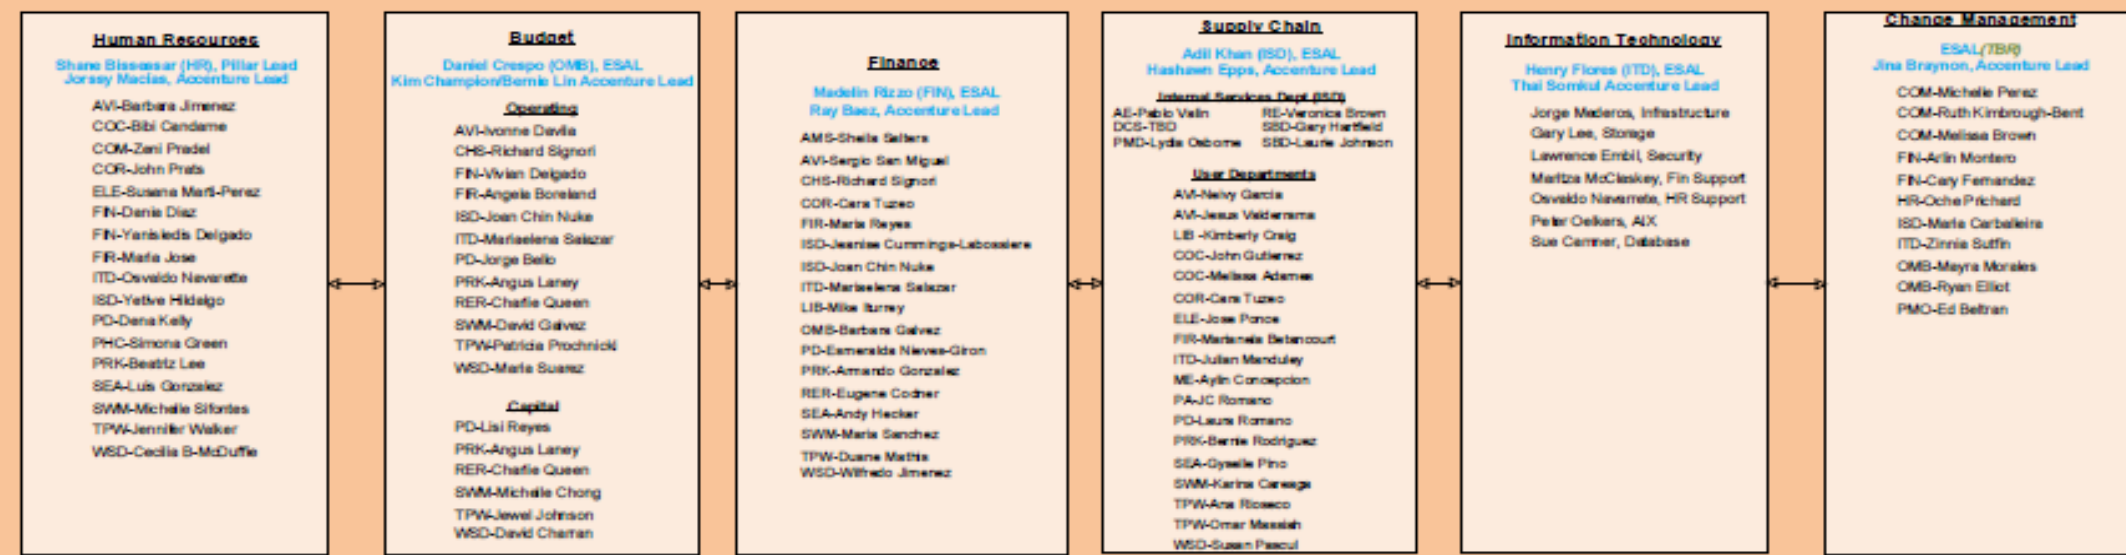 Human Resources
Shane Bissessar (HR), Pillar Lead
Jorssy Macias, Accenture Lead
AVI-Barbara Jimenez
COC-Bibi Cendame
COM-Zeni Pradel
COR-John Prats
ELE-Susana Marti-Perez
FIN-Denia Diaz
FIN-Yanisledis Delgado
FIR-Maria Jose
ITD-Osvaldo Navarette
ISD-Yetive Hildalgo
PD-Dena Kelly
PHC-Simona Green
PRK-Beatriz Lee
SEA-Luis Gonzalez
SWM-Michelle Sifontes
TPW-Jennifer Walker
WSD-Cecilia B-McDuffie
Budget
Daniel Crespo (OMB), ESAL
Kim Champion/Bernie Lin Accenture Lead
Operating
AVI-Ivonne Davila
CHS-Richard Signori
FIN-Vivian Delgado
FIR-Angela Boreland
ISD-Joan Chin Nuke
ITD-Mariaelena Salazar
PD-Jorge Bello
PRK-Angus Laney
RER-Charlie Queen
SWM-David Galvez
TPW-Patricia Prochnicki
WSD-Maria Suarez
Capital
PD-Lisi Reyes
PRK-Angus Laney
RER-Charlie Queen
SWM-Michelle Chong
TPW-Jewel Johnson
WSD-David Charran
Finance
Madelin Rizzo (FIN), ESAL
Ray Baez, Accenture Lead
AMS-Sheila Salters
AVI-Sergio San Miguel
CHS-Richard Signori
COR-Cara Tuzeo
FIR-Maria Reyes
ISD-Jeanise Cummings-Labossiere
ISD-Joan Chin Nuke
ITD-Mariaelena Salazar
LIB-Mike Iturrey
OMB-Barbara Galvez
PD-Esmeralda Nieves-Giron
PRK-Armando Gonzalez
RER-Eugene Codner
SEA-Andy Hecker
SWM-Maria Sanchez
TPW-Duane Mathis
WSD-Wilfredo Jimenez
Supply Chain
Adil Khan (ISD), ESAL
Hashawn Epps, Accenture Lead
Internal Services Dept (ISD)
AE-Pablo Valin RE-Veronica Brown
DCS-TBD SBD-Gary Hartfield
PMD-Lydia Osborne SBD-Laurie Johnson
User Departments
AVI-Neivy Garcia
AVI-Jesus Valderrama
LIB -Kimberly Craig
COC-John Gutierrez
COC-Melissa Adames
COR-Cara Tuzeo
ELE-Jose Ponce
FIR-Marianela Betancourt
ITD-Julian Manduley
ME-Aylin Concepcion
PA-JC Romano
PD-Laura Romano
PRK-Bernie Rodriguez
SEA-Gyselle Pino
SWM-Karina Careaga
TPW-Ana Rioseco
TPW-Omar Massiah
WSD-Susan Pascul
Information Technology
Henry Flores (ITD), ESAL
Thai Somkul Accenture Lead
Jorge Mederos, Infrastructure
Gary Lee, Storage
Lawrence Embil, Security
Maritza McClaskey, Fin Support
Osvaldo Navarrete, HR Support
Peter Oelkers, AIX
Sue Camner, Database
Change Management
ESAL(TBR)
Jina Braynon, Accenture Lead
COM-Michelle Perez
COM-Ruth Kimbrough-Bent
COM-Melissa Brown
FIN-Arlin Montero
FIN-Cary Fernandez
HR-Oche Prichard
ISD-Maria Carballeira
ITD-Zinnia Sutfin
OMB-Mayra Morales
OMB-Ryan Elliot
PMO-Ed Beltran